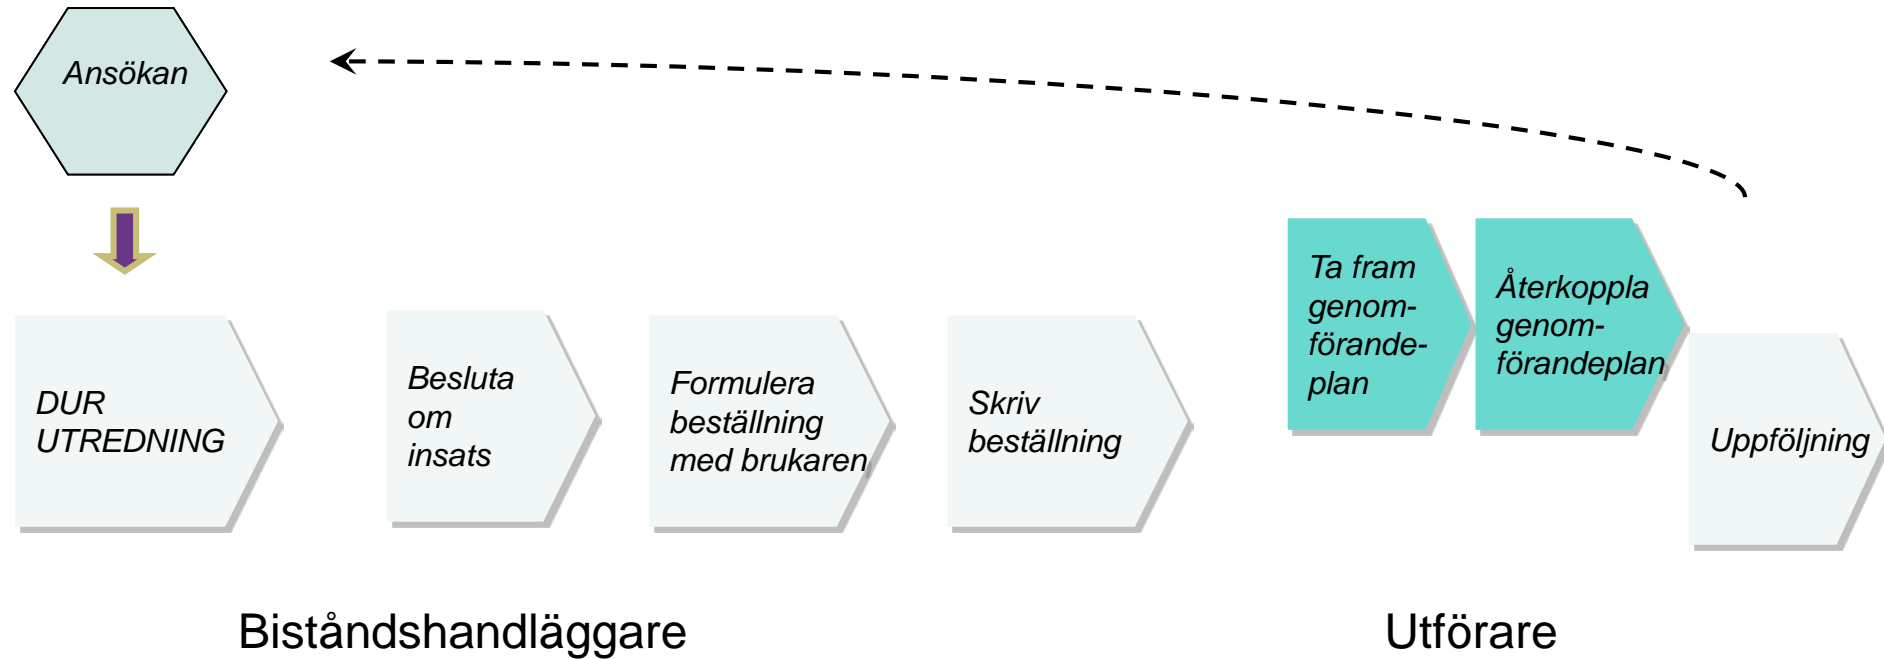 Ansökan
DUR
UTREDNING
Besluta
om
insats
Formulera
beställning
med brukaren
Skriv
beställning
Ta fram
genom-
förande-
plan
Återkoppla
genom-
förandeplan
Uppföljning
Biståndshandläggare
Utförare